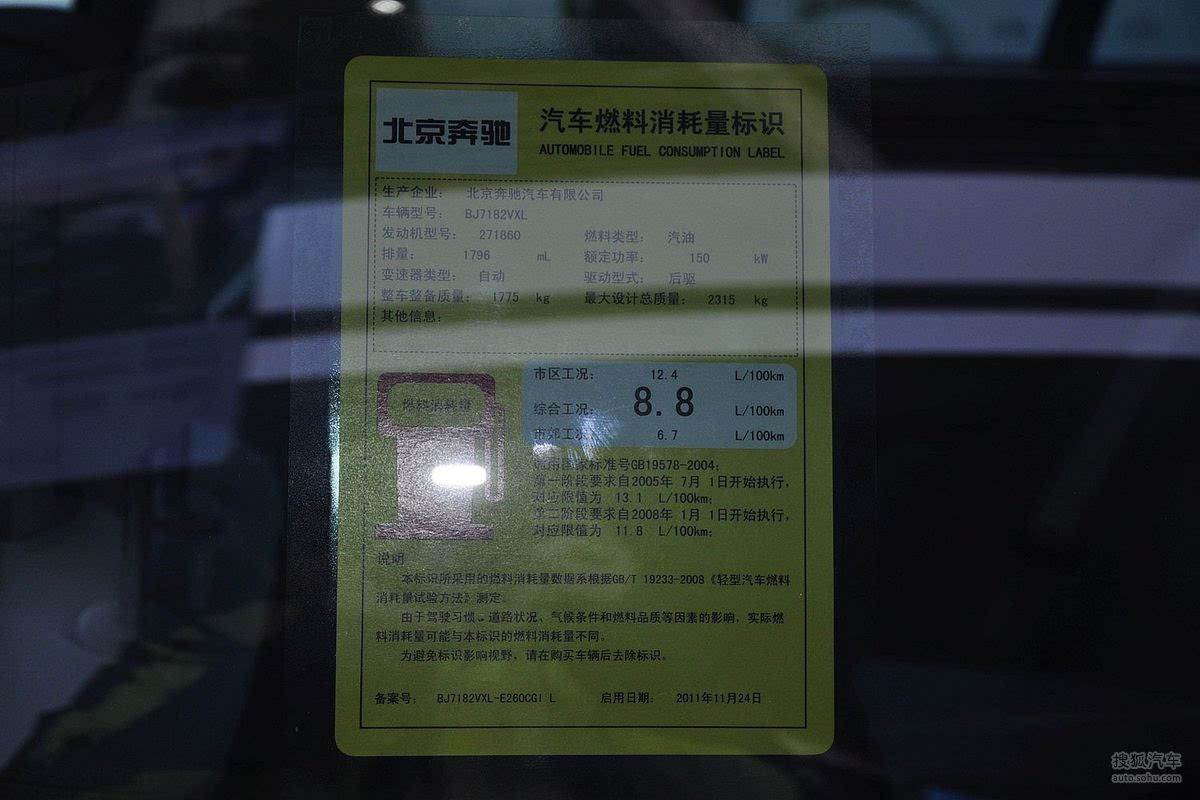 北京奔驰
汽车燃料消耗量标识
AUTOMOBILE FUEL CONSUMPTION LABEL
生产企业： 北京奔驰汽车有限公司
车辆型号： BJ7182VXL
发动机型号： 271860 燃料类型： 汽油
排量： 1796 mL 额定功率： 150 kW
变速器类型： 自动 驱动型式： 后驱
整车整备质量： 1775 kg 最大设计总质量： 2315 kg
其他信息：
燃料消耗量
市区工况： 12.4 L/100km
综合工况： 8.8 L/100km
市郊工况： 6.7 L/100km
适用国家标准号GB19578-2004；
第一阶段要求自2005年 7月 1日开始执行，
对应限值为 13.1 L/100km；
第二阶段要求自2008年 1月 1日开始执行，
对应限值为 11.8 L/100km；
说明
本标识所采用的燃料消耗量数据系根据GB/T 19233-2008《轻型汽车燃料
消耗量试验方法》测定。
由于驾驶习惯、道路状况、气候条件和燃料品质等因素的影响，实际燃
料消耗量可能与本标识的燃料消耗量不同。
为避免标识影响视野，请在购买车辆后去除标识。
备案号： BJ7182VXL-E260CGI L 启用日期： 2011年11月24日
搜狐汽车
auto.sohu.com